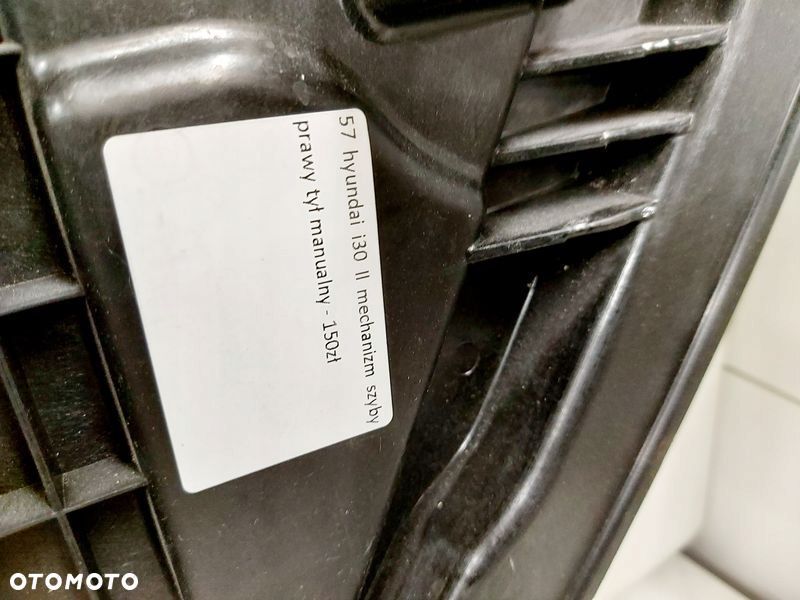 57 hyundai i30 II mechanizm szyby
prawy tył manualny - 150zł
OTOMOTO